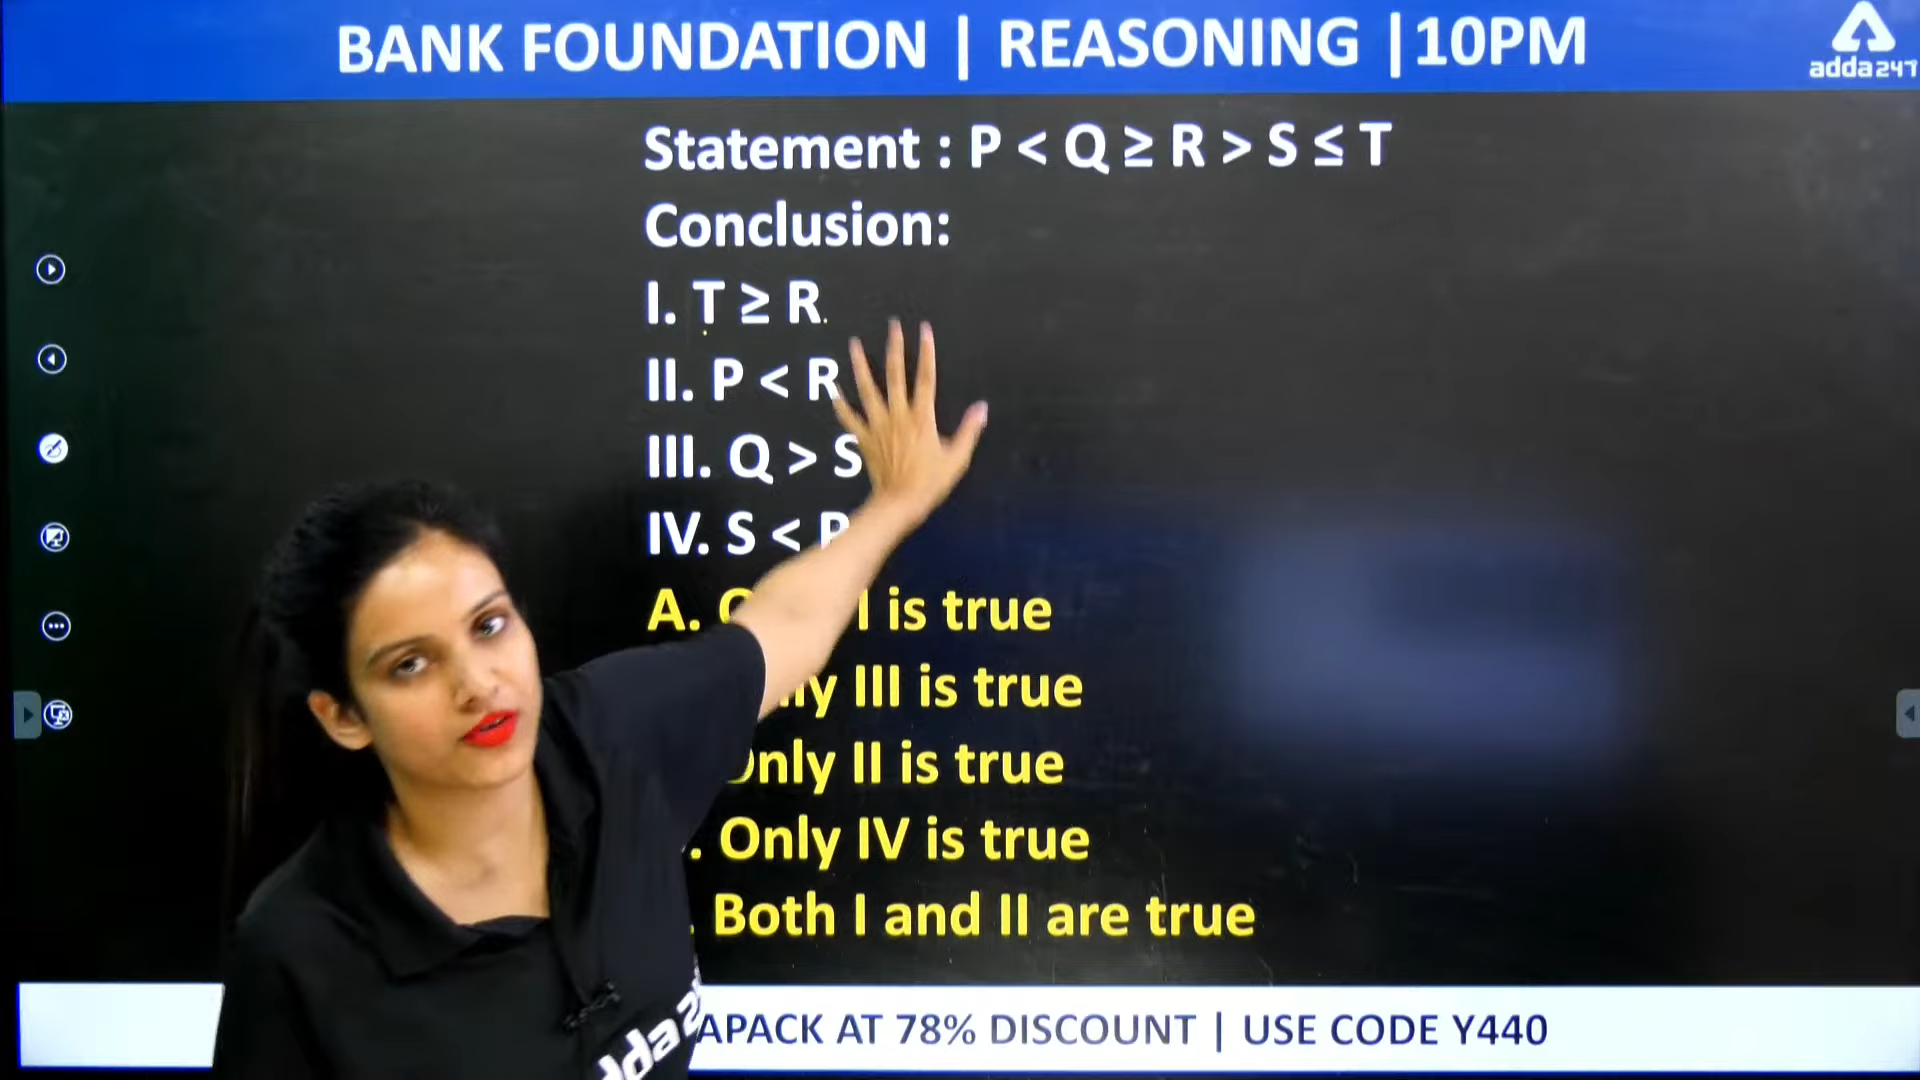 BANK FOUNDATION | REASONING |10PM
adda247
Statement : P < Q ≥ R > S ≤ T
Conclusion:
I. T ≥ R
II. P < R
III. Q > S
IV. S <
A. I is true
III is true
Only II is true
. Only IV is true
. Both I and II are true
APACK AT 78% DISCOUNT | USE CODE Y440